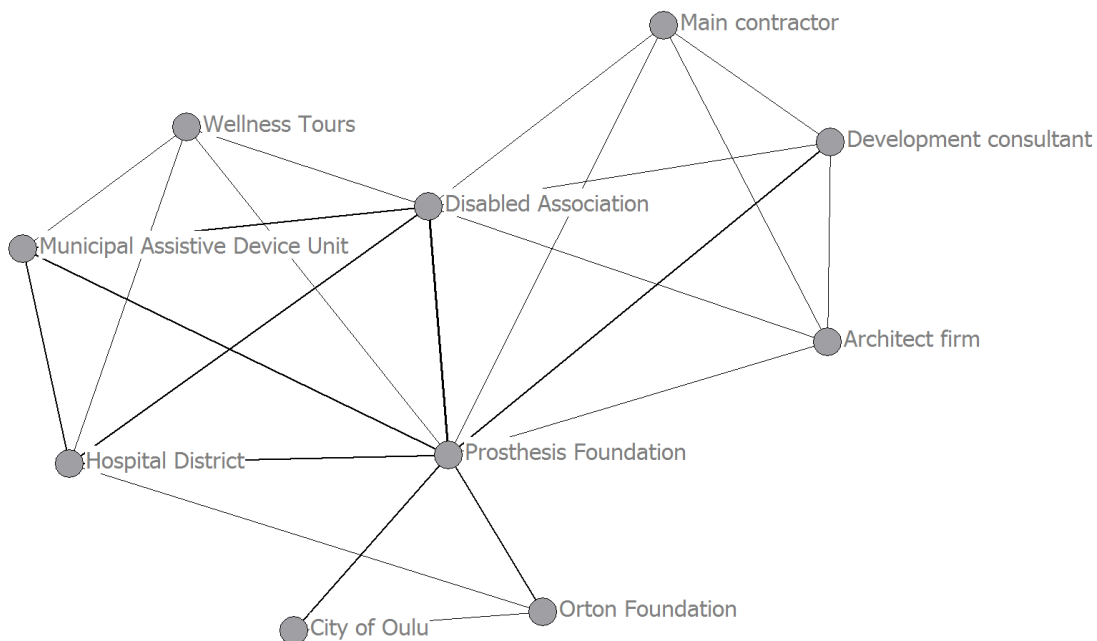 Main contractor
Wellness Tours
Development consultant
Disabled Association
Municipal Assistive Device Unit
Architect firm
Prosthesis Foundation
Hospital District
Orton Foundation
City of Oulu